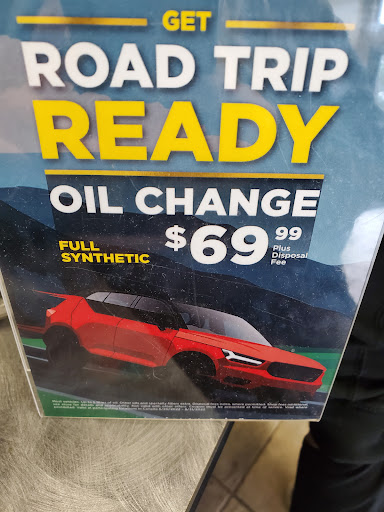 GET
ROAD TRIP
READY
OIL CHANGE
FULL
SYNTHETIC
$69 99
Plus
Disposal
Fee